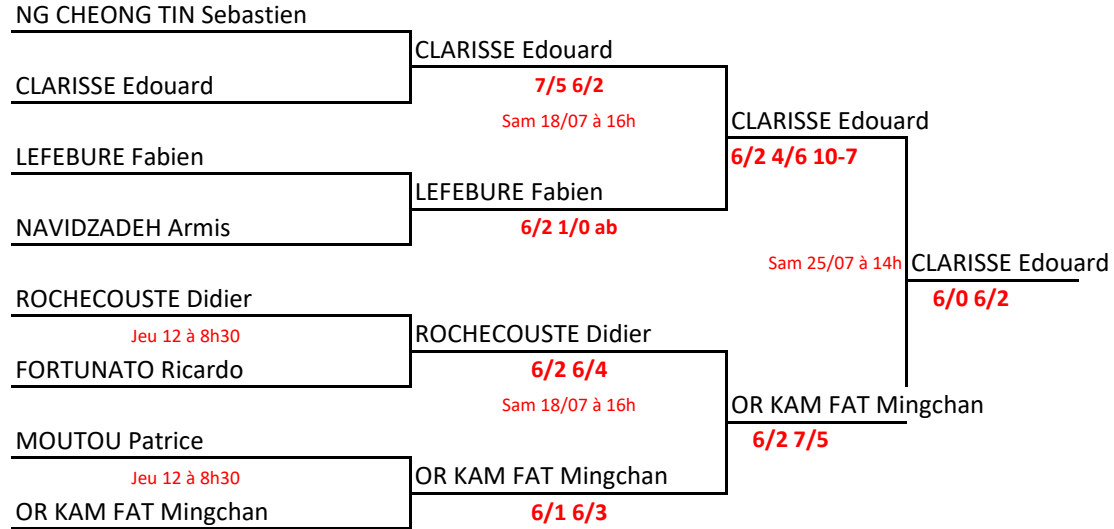 NG CHEONG TIN Sebastien
CLARISSE Edouard
CLARISSE Edouard
7/5 6/2
Sam 18/07 à 16h
CLARISSE Edouard
6/2 4/6 10-7
LEFEBURE Fabien
LEFEBURE Fabien
NAVIDZADEH Armis
6/2 1/0 ab
Sam 25/07 à 14h
CLARISSE Edouard
6/0 6/2
ROCHECOUSTE Didier
Jeu 12 à 8h30
ROCHECOUSTE Didier
FORTUNATO Ricardo
6/2 6/4
Sam 18/07 à 16h
OR KAM FAT Mingchan
6/2 7/5
MOUTOU Patrice
Jeu 12 à 8h30
OR KAM FAT Mingchan
OR KAM FAT Mingchan
6/1 6/3